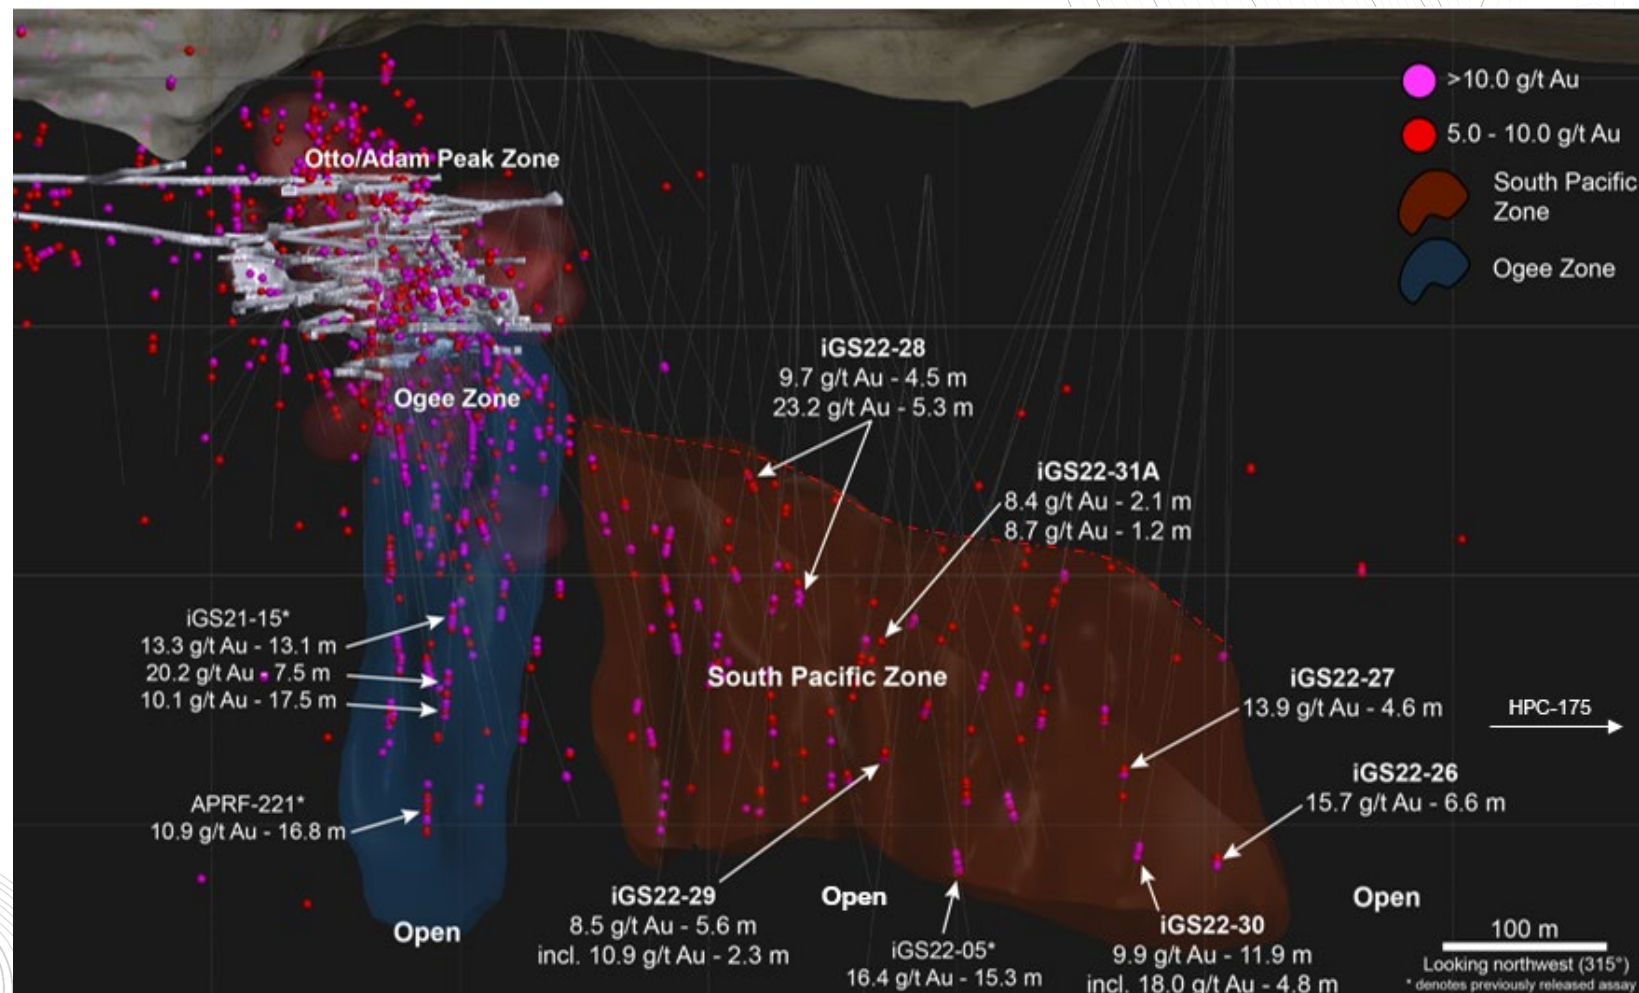 >10.0 g/t Au
5.0 - 10.0 g/t Au
South Pacific
Zone
Ogee Zone
Otto/Adam Peak Zone
Ogee Zone
iGS22-28
9.7 g/t Au - 4.5 m
23.2 g/t Au - 5.3 m
iGS22-31A
8.4 g/t Au - 2.1 m
8.7 g/t Au - 1.2 m
iGS21-15*
13.3 g/t Au - 13.1 m
20.2 g/t Au - 7.5 m
10.1 g/t Au - 17.5 m
South Pacific Zone
iGS22-27
13.9 g/t Au - 4.6 m
HPC-175
iGS22-26
15.7 g/t Au - 6.6 m
APRF-221*
10.9 g/t Au - 16.8 m
iGS22-29
8.5 g/t Au - 5.6 m
incl. 10.9 g/t Au - 2.3 m
Open
Open
Open
iGS22-05*
16.4 g/t Au - 15.3 m
iGS22-30
9.9 g/t Au - 11.9 m
incl. 18.0 g/t Au - 4.8 m
100 m
Looking northwest (315°)
* denotes previously released assay